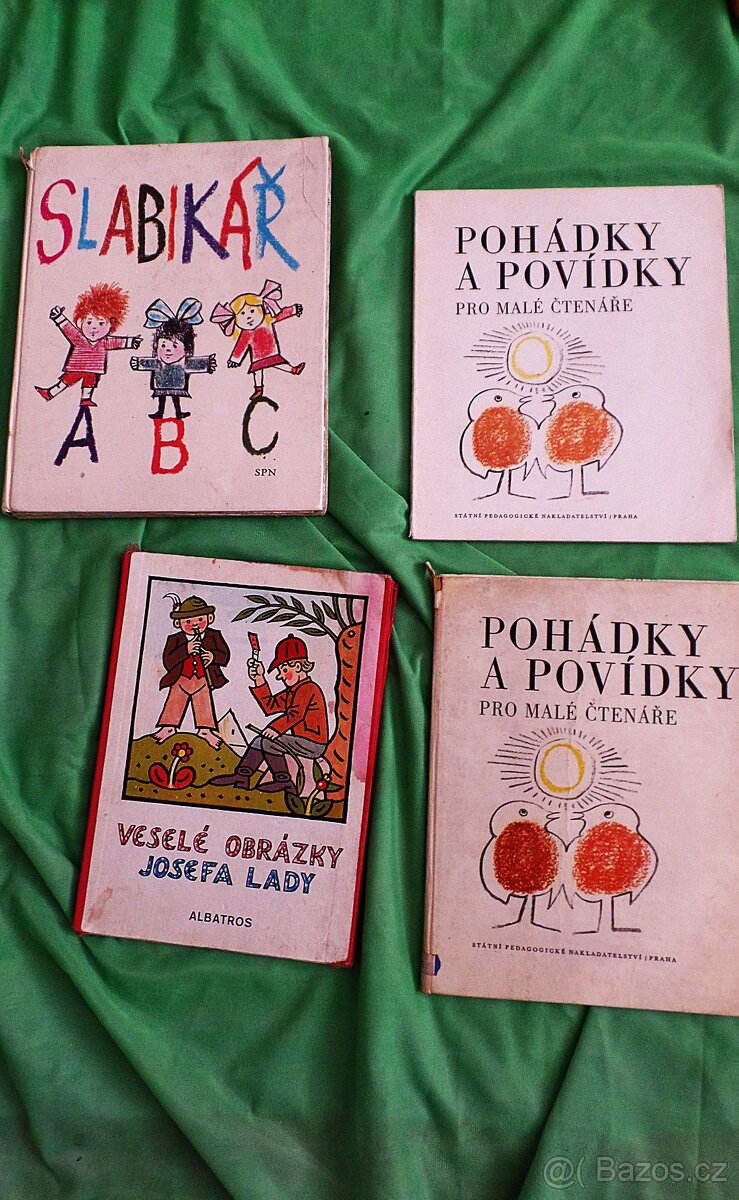 SLABIKÁŘ
A B C
SPN
POHÁDKY
A POVÍDKY
PRO MALÉ ČTENÁŘE
STÁTNÍ PEDAGOGICKÉ NAKLADATELSTVÍ / PRAHA
VESELÉ OBRÁZKY
JOSEFA LADY
ALBATROS
POHÁDKY
A POVÍDKY
PRO MALÉ ČTENÁŘE
STÁTNÍ PEDAGOGICKÉ NAKLADATELSTVÍ / PRAHA
@( Bazos.cz